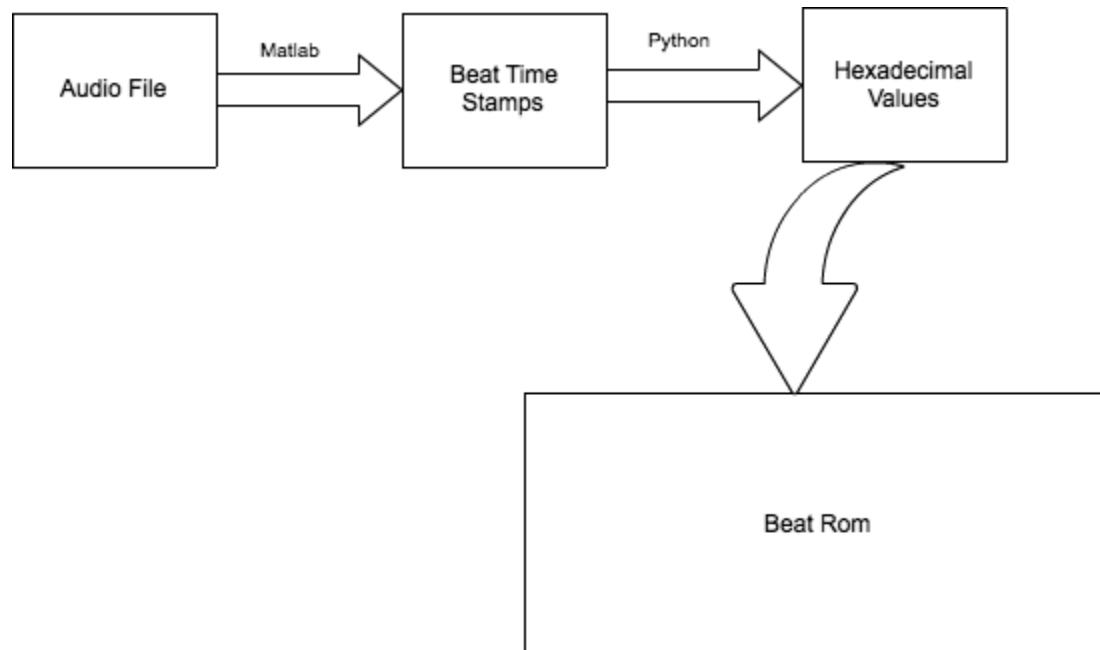 Audio File
Matlab
Beat Time
Stamps
Python
Hexadecimal
Values
Beat Rom